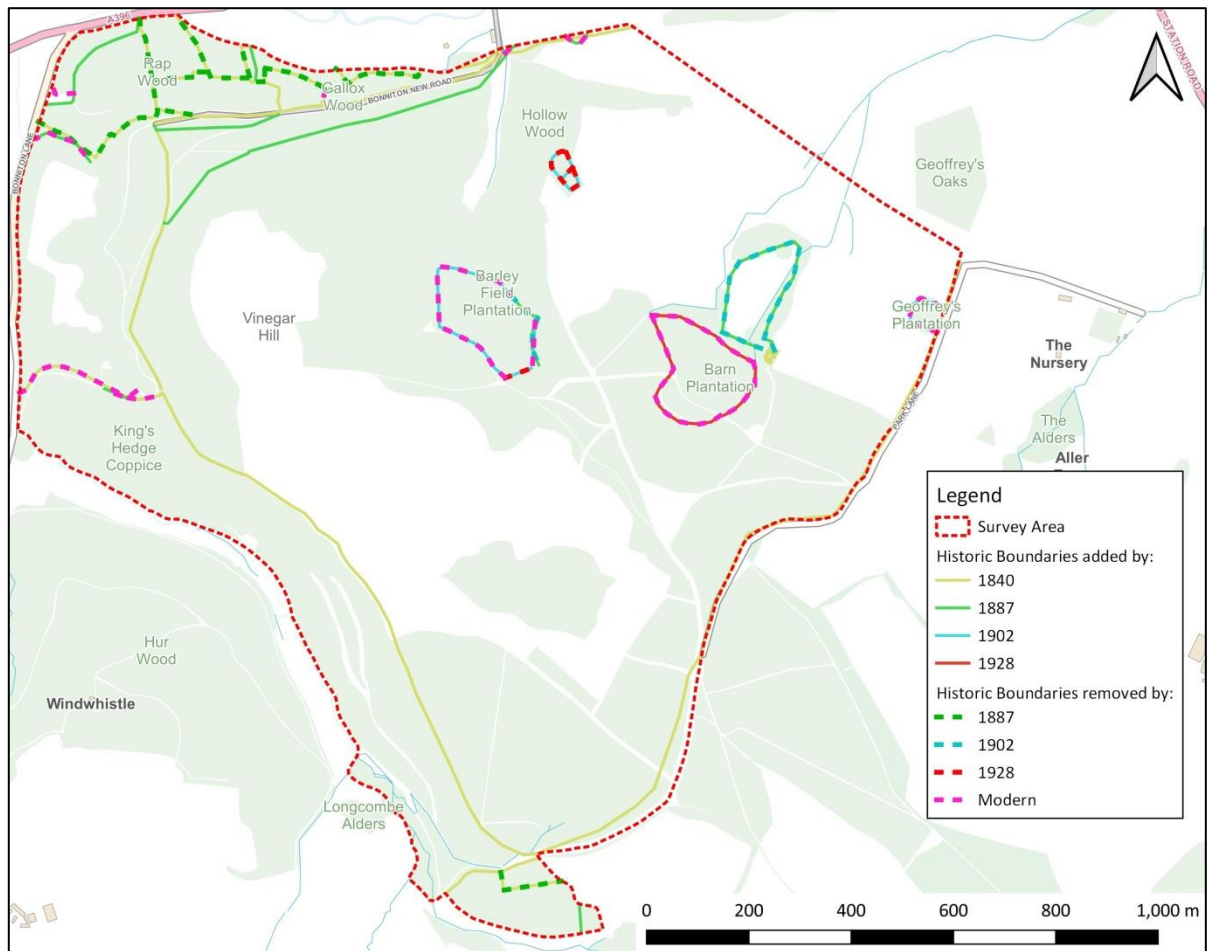 A396
STATION ROAD
Rap
Wood
Gallox
Wood
BONNITON NEW ROAD
BONNITON LANE
Hollow
Wood
Geoffrey's
Oaks
Barley
Field
Plantation
Vinegar
Hill
Geoffrey's
Plantation
The
Nursery
Barn
Plantation
PARK LANE
The
Alders
Aller
King's
Hedge
Coppice
Hur
Wood
Windwhistle
Longcombe
Alders
Legend
Survey Area
Historic Boundaries added by:
1840
1887
1902
1928
Historic Boundaries removed by:
1887
1902
1928
Modern
0 200 400 600 800 1,000 m